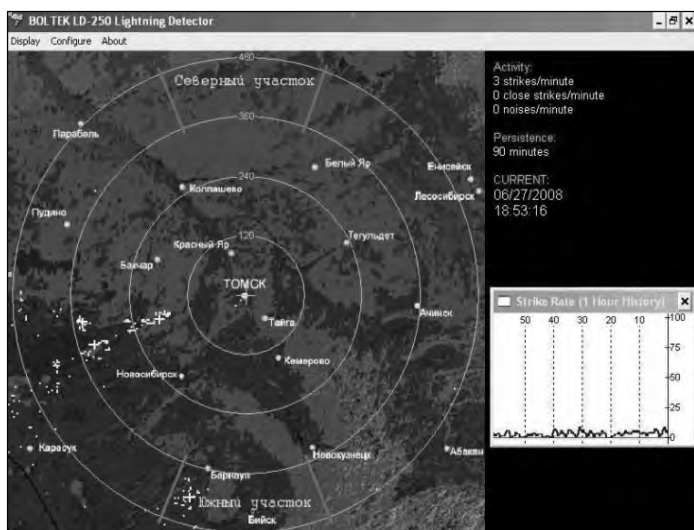 BOLTEK LD-250 Lightning Detector
Display Configure About
480
Северный участок
360
Парабель
Белый Яр
Енисейск
Колпашево
240
Лесосибирск
Пудино
Тегульдет
120
Красный Яр
Бакчар
ТОМСК
Ачинск
Тайга
Кемерово
Новосибирск
Карасук
Новокузнецк
Абакан
Барнаул
Южный участок
Бийск
Activity:
3 strikes/minute
0 close strikes/minute
0 noises/minute
Persistence:
90 minutes
CURRENT:
06/27/2008
18:53:16
Strike Rate (1 Hour History)
50 40 30 20 10
100
75
50
25
0